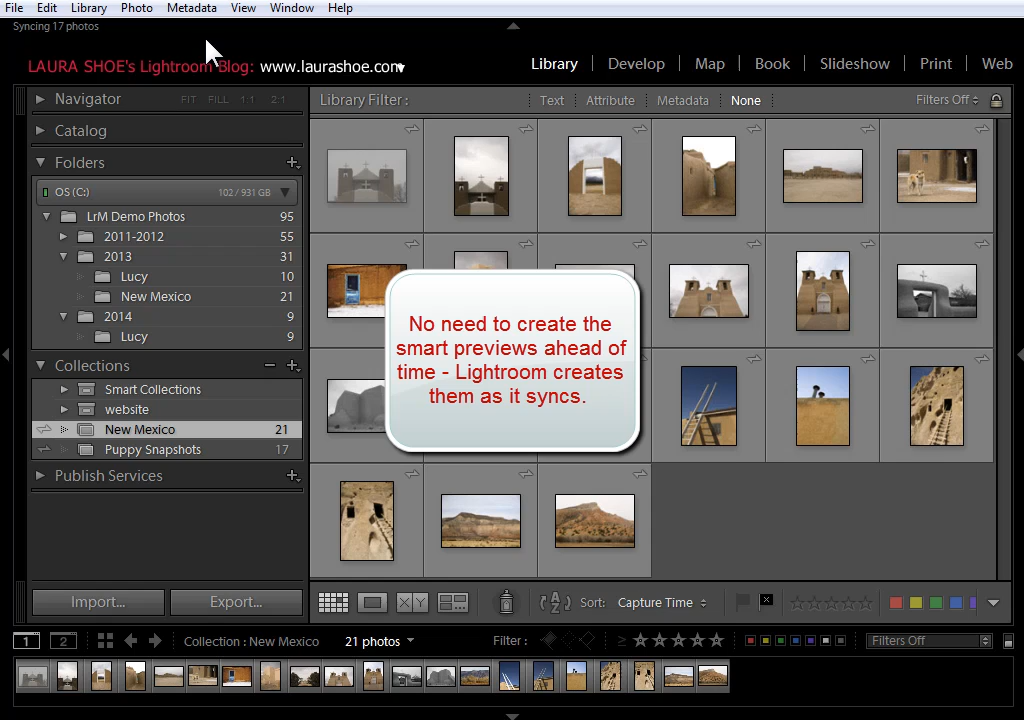 File Edit Library Photo Metadata View Window Help
Syncing 17 photos
LAURA SHOE's Lightroom Blog: www.laurashoe.com
Library Develop Map Book Slideshow Print Web
Navigator FIT FILL 1:1 2:1
Library Filter : Text Attribute Metadata None Filters Off
Catalog
Folders
OS (C:) 102 / 931 GB
LrM Demo Photos 95
2011-2012 55
2013 31
Lucy 10
New Mexico 21
2014 9
Lucy 9
Collections
Smart Collections
website
New Mexico 21
Puppy Snapshots 17
Publish Services
No need to create the
smart previews ahead of
time - Lightroom creates
them as it syncs.
Import... Export...
XY AZ Sort: Capture Time
1 2 Collection : New Mexico 21 photos Filter : ≥ Filters Off